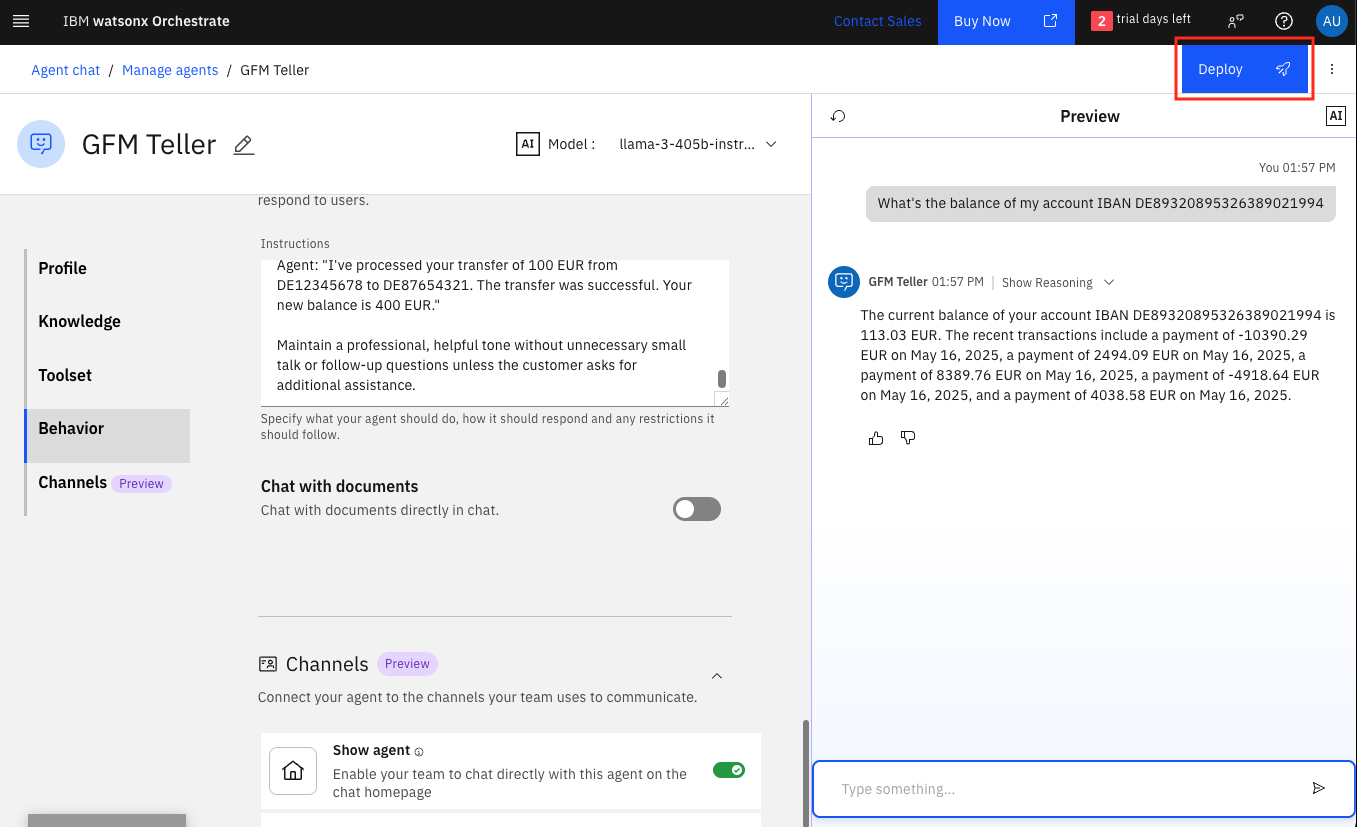 IBM watsonx Orchestrate
Contact Sales
Buy Now
2 trial days left
AU
Agent chat / Manage agents / GFM Teller
Deploy
GFM Teller
AI Model : llama-3-405b-instr...
respond to users.
Profile
Knowledge
Toolset
Behavior
Channels Preview
Instructions
Agent: "I've processed your transfer of 100 EUR from
DE12345678 to DE87654321. The transfer was successful. Your
new balance is 400 EUR."
Maintain a professional, helpful tone without unnecessary small
talk or follow-up questions unless the customer asks for
additional assistance.
Specify what your agent should do, how it should respond and any restrictions it
should follow.
Chat with documents
Chat with documents directly in chat.
Channels Preview
Connect your agent to the channels your team uses to communicate.
Show agent
Enable your team to chat directly with this agent on the
chat homepage
Preview
AI
You 01:57 PM
What's the balance of my account IBAN DE89320895326389021994
GFM Teller 01:57 PM | Show Reasoning
The current balance of your account IBAN DE89320895326389021994 is
113.03 EUR. The recent transactions include a payment of -10390.29
EUR on May 16, 2025, a payment of 2494.09 EUR on May 16, 2025, a
payment of 8389.76 EUR on May 16, 2025, a payment of -4918.64 EUR
on May 16, 2025, and a payment of 4038.58 EUR on May 16, 2025.
Type something...